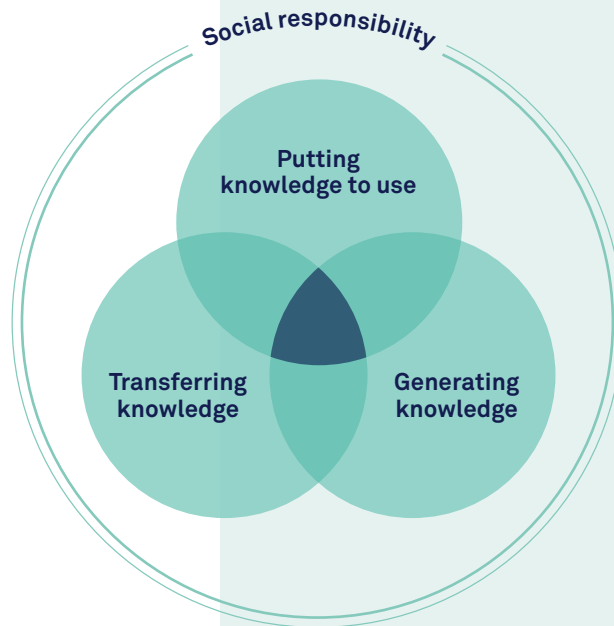 Social responsibility
Putting
knowledge to use
Transferring
knowledge
Generating
knowledge